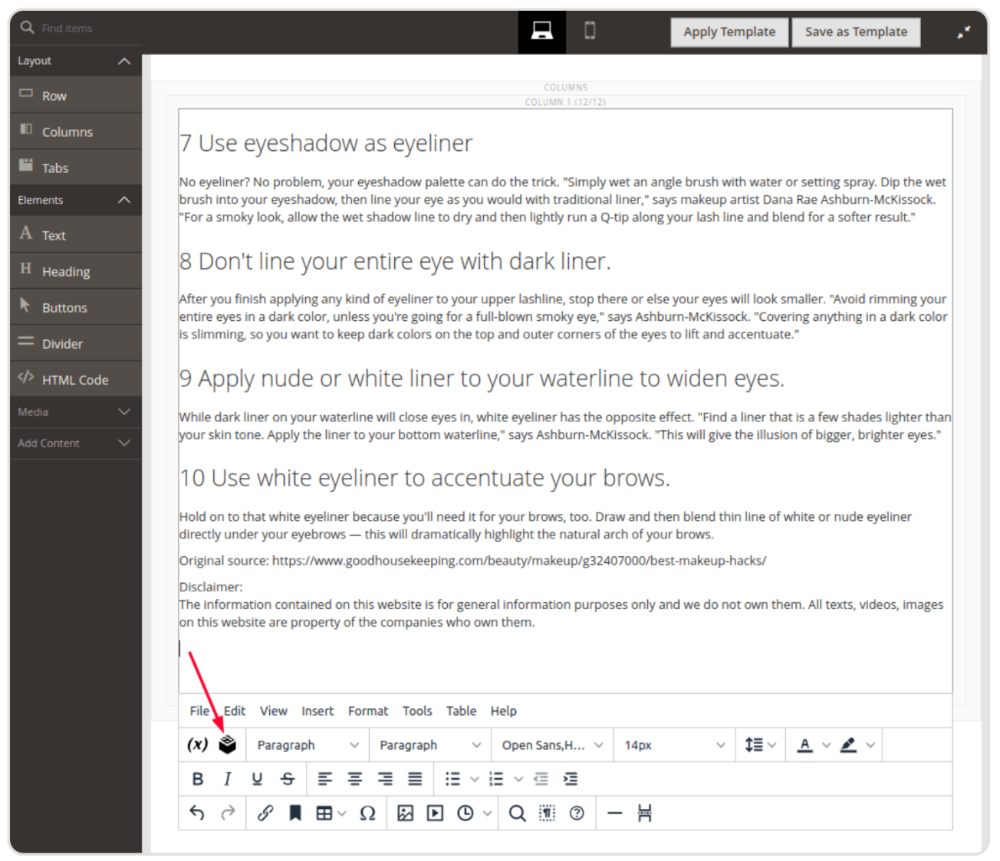 Find items
Apply Template
Save as Template
Layout
Row
Columns
Tabs
Elements
Text
Heading
Buttons
Divider
HTML Code
Media
Add Content
COLUMNS
COLUMN 1 (12/12)
7 Use eyeshadow as eyeliner
No eyeliner? No problem, your eyeshadow palette can do the trick. "Simply wet an angle brush with water or setting spray. Dip the wet
brush into your eyeshadow, then line your eye as you would with traditional liner," says makeup artist Dana Rae Ashburn-McKissock.
"For a smoky look, allow the wet shadow line to dry and then lightly run a Q-tip along your lash line and blend for a softer result."
8 Don't line your entire eye with dark liner.
After you finish applying any kind of eyeliner to your upper lashline, stop there or else your eyes will look smaller. "Avoid rimming your
entire eyes in a dark color, unless you're going for a full-blown smoky eye," says Ashburn-McKissock. "Covering anything in a dark color
is slimming, so you want to keep dark colors on the top and outer corners of the eyes to lift and accentuate."
9 Apply nude or white liner to your waterline to widen eyes.
While dark liner on your waterline will close eyes in, white eyeliner has the opposite effect. "Find a liner that is a few shades lighter than
your skin tone. Apply the liner to your bottom waterline," says Ashburn-McKissock. "This will give the illusion of bigger, brighter eyes."
10 Use white eyeliner to accentuate your brows.
Hold on to that white eyeliner because you'll need it for your brows, too. Draw and then blend thin line of white or nude eyeliner
directly under your eyebrows — this will dramatically highlight the natural arch of your brows.
Original source: https://www.goodhousekeeping.com/beauty/makeup/g32407000/best-makeup-hacks/
Disclaimer:
The information contained on this website is for general information purposes only and we do not own them. All texts, videos, images
on this website are property of the companies who own them.
File Edit View Insert Format Tools Table Help
(x) Paragraph Paragraph Open Sans,H... 14px A
B I U S
Ω